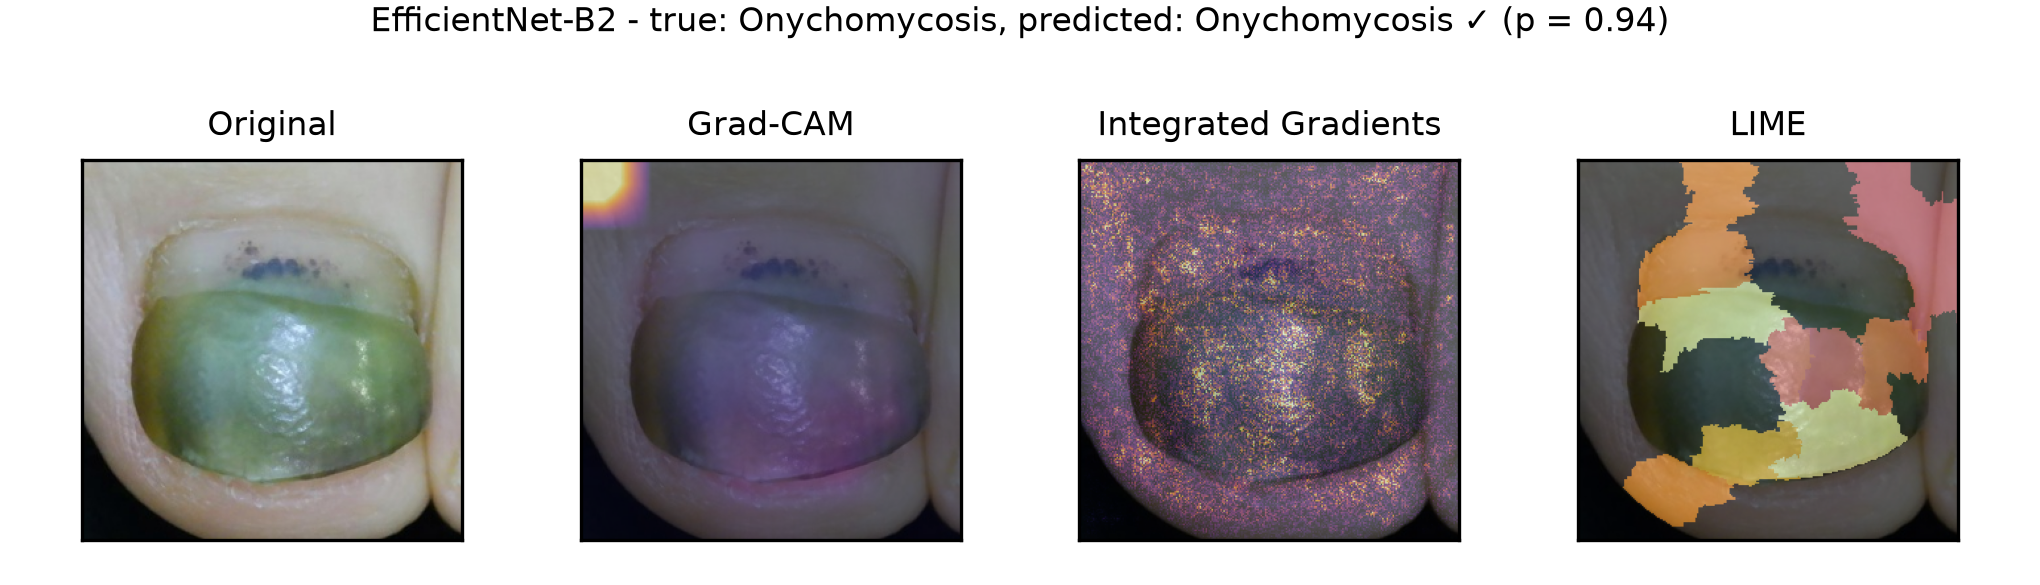 EfficientNet-B2 - true: Onychomycosis, predicted: Onychomycosis ✓ (p = 0.94)
Original
Grad-CAM
Integrated Gradients
LIME